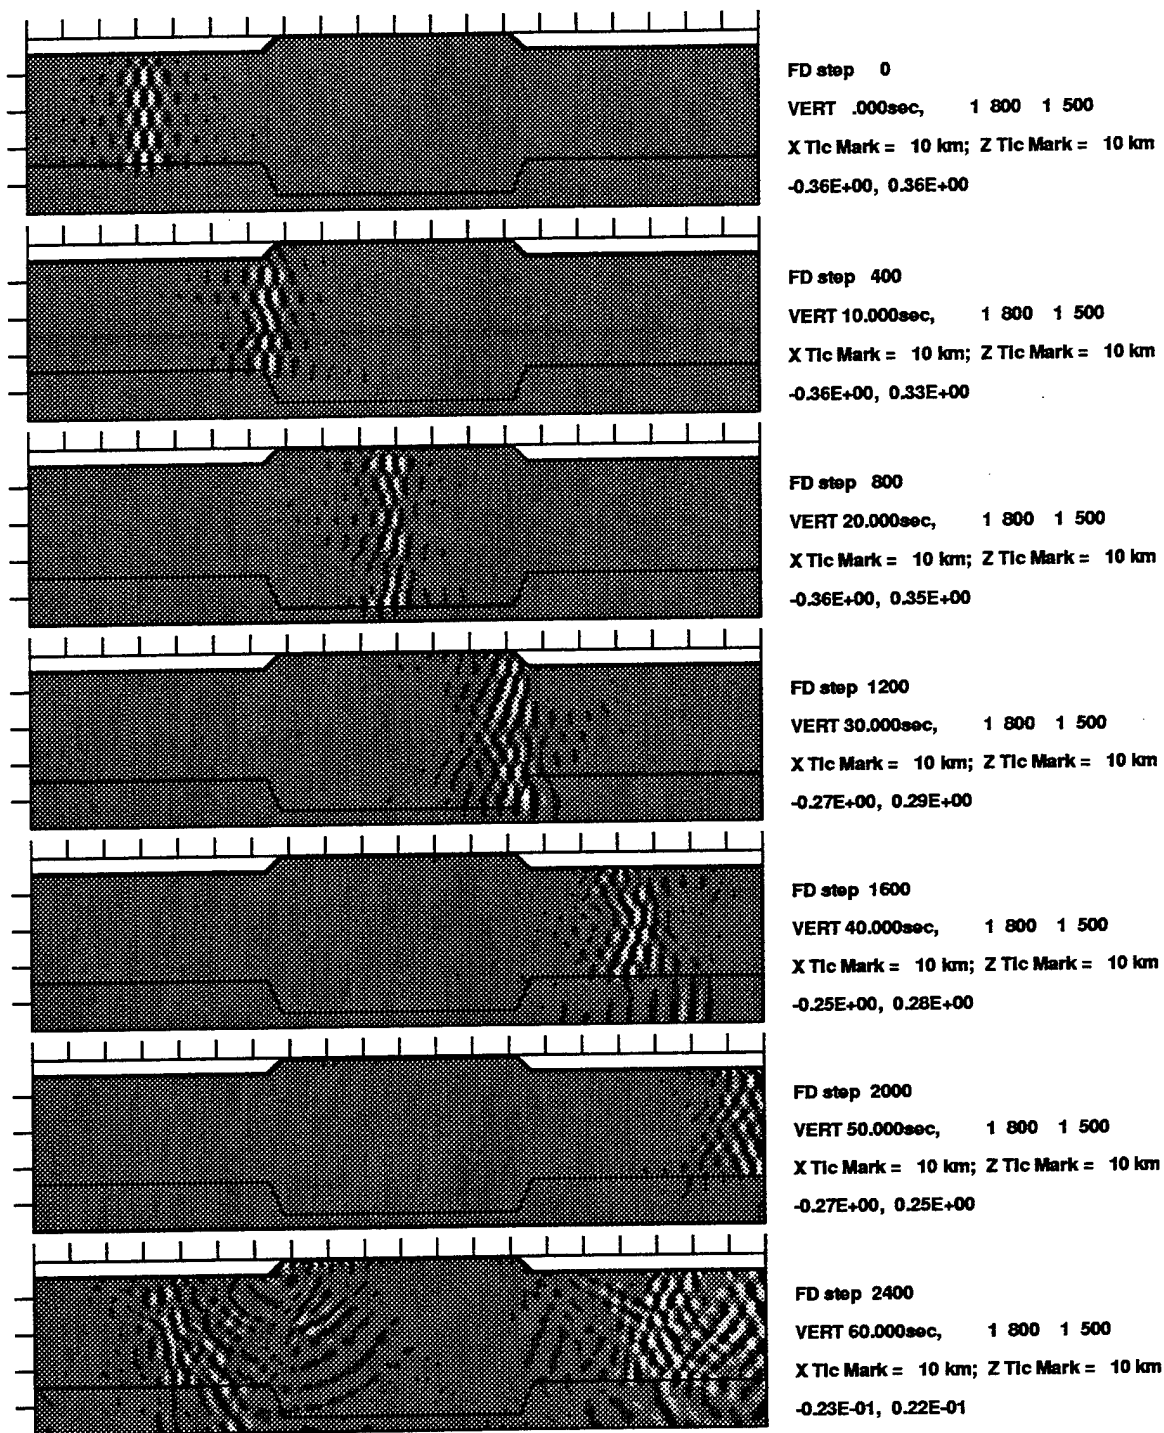 FD step 0
VERT .000sec, 1 800 1 500
X Tic Mark = 10 km; Z Tic Mark = 10 km
-0.36E+00, 0.36E+00
FD step 400
VERT 10.000sec, 1 800 1 500
X Tic Mark = 10 km; Z Tic Mark = 10 km
-0.36E+00, 0.33E+00
FD step 800
VERT 20.000sec, 1 800 1 500
X Tic Mark = 10 km; Z Tic Mark = 10 km
-0.36E+00, 0.35E+00
FD step 1200
VERT 30.000sec, 1 800 1 500
X Tic Mark = 10 km; Z Tic Mark = 10 km
-0.27E+00, 0.29E+00
FD step 1600
VERT 40.000sec, 1 800 1 500
X Tic Mark = 10 km; Z Tic Mark = 10 km
-0.25E+00, 0.28E+00
FD step 2000
VERT 50.000sec, 1 800 1 500
X Tic Mark = 10 km; Z Tic Mark = 10 km
-0.27E+00, 0.25E+00
FD step 2400
VERT 60.000sec, 1 800 1 500
X Tic Mark = 10 km; Z Tic Mark = 10 km
-0.23E-01, 0.22E-01